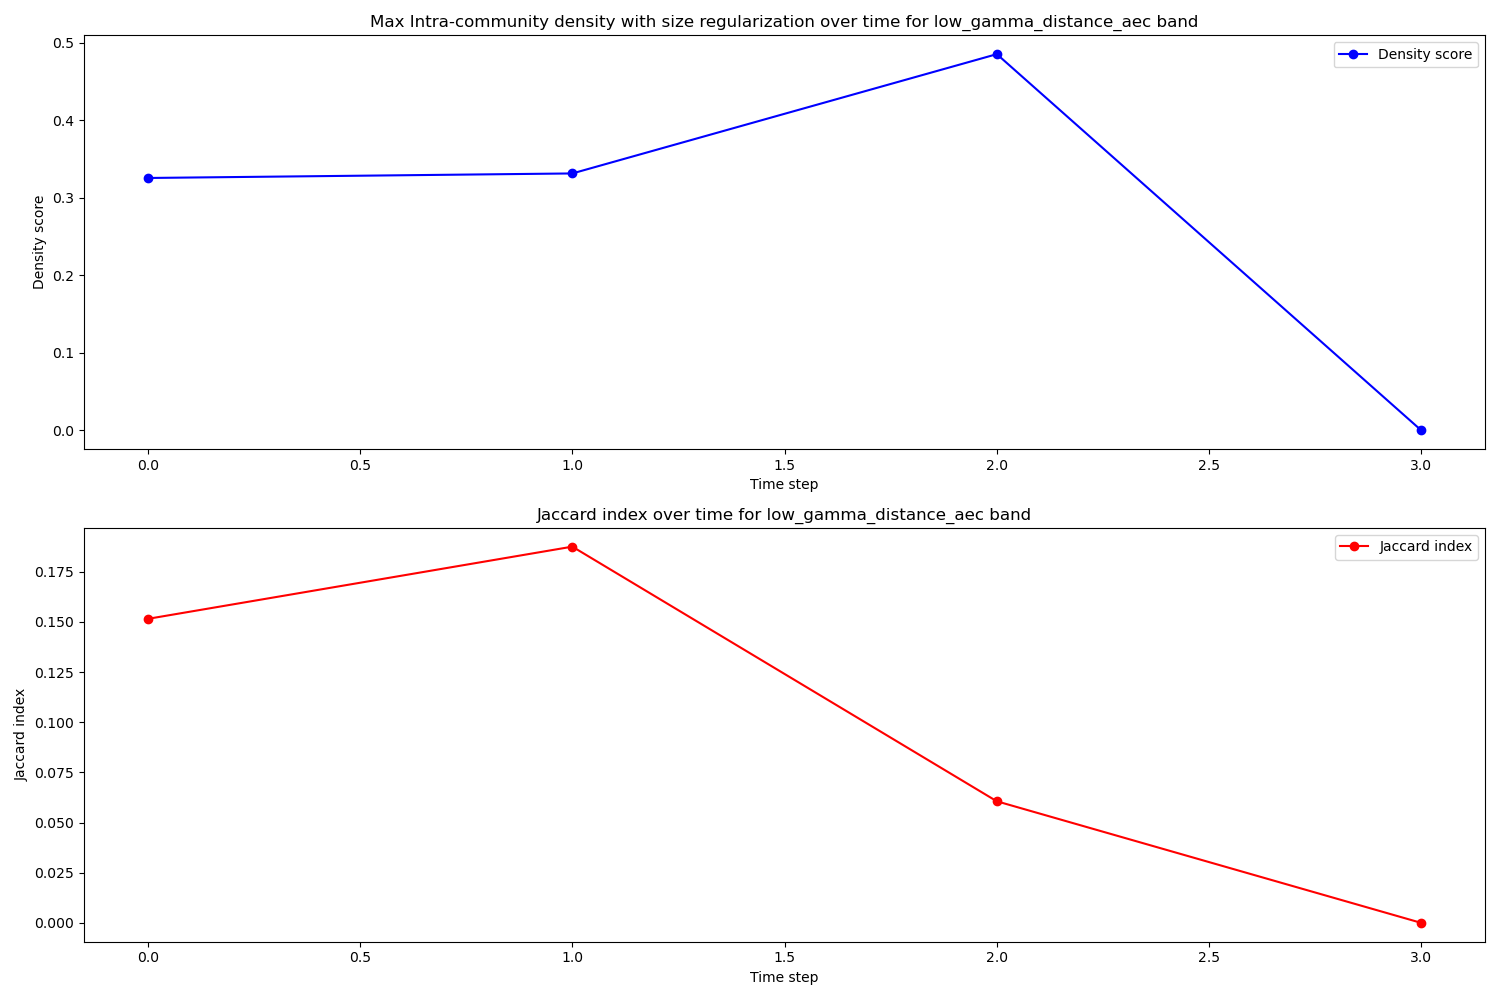 Max Intra-community density with size regularization over time for low_gamma_distance_aec band
Density score
0.5
0.4
0.3
0.2
0.1
0.0
Density score
0.0 0.5 1.0 1.5 2.0 2.5 3.0
Time step
Jaccard index over time for low_gamma_distance_aec band
Jaccard index
0.175
0.150
0.125
0.100
0.075
0.050
0.025
0.000
Jaccard index
0.0 0.5 1.0 1.5 2.0 2.5 3.0
Time step